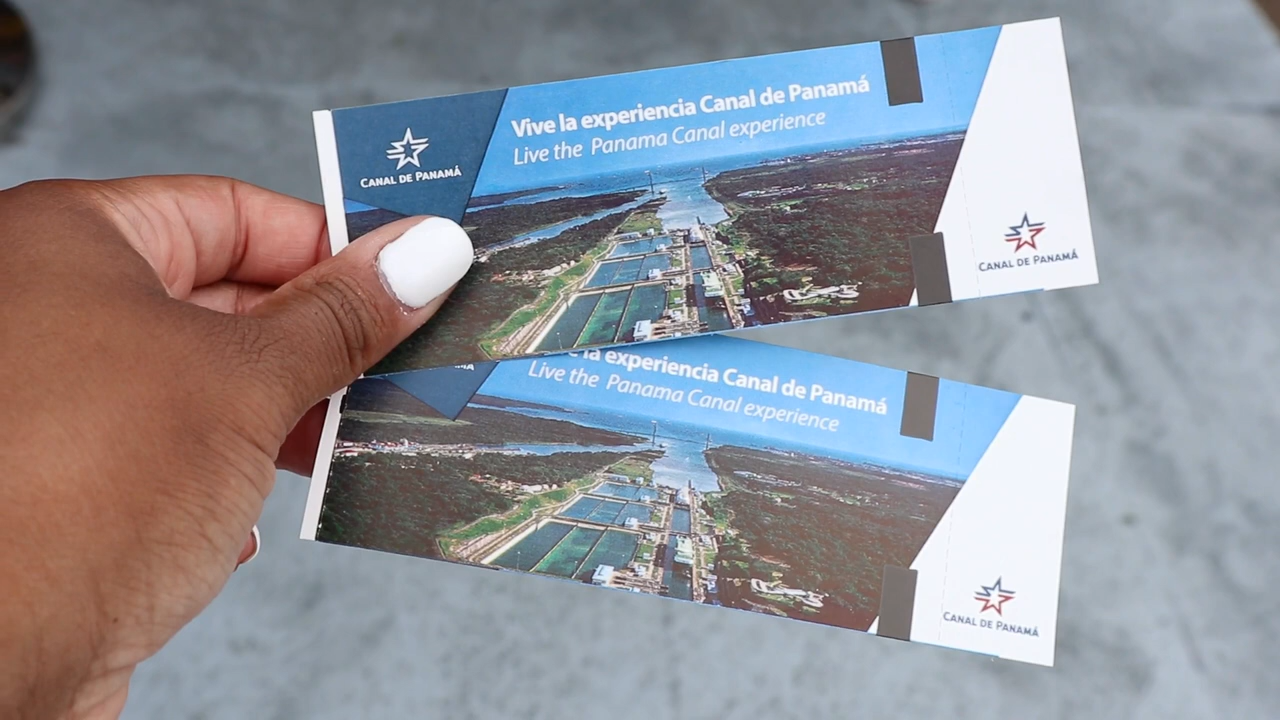 CANAL DE PANAMÁ
Vive la experiencia Canal de Panamá
Live the Panama Canal experience
CANAL DE PANAMÁ
la experiencia Canal de Panamá
Live the Panama Canal experience
CANAL DE PANAMÁ